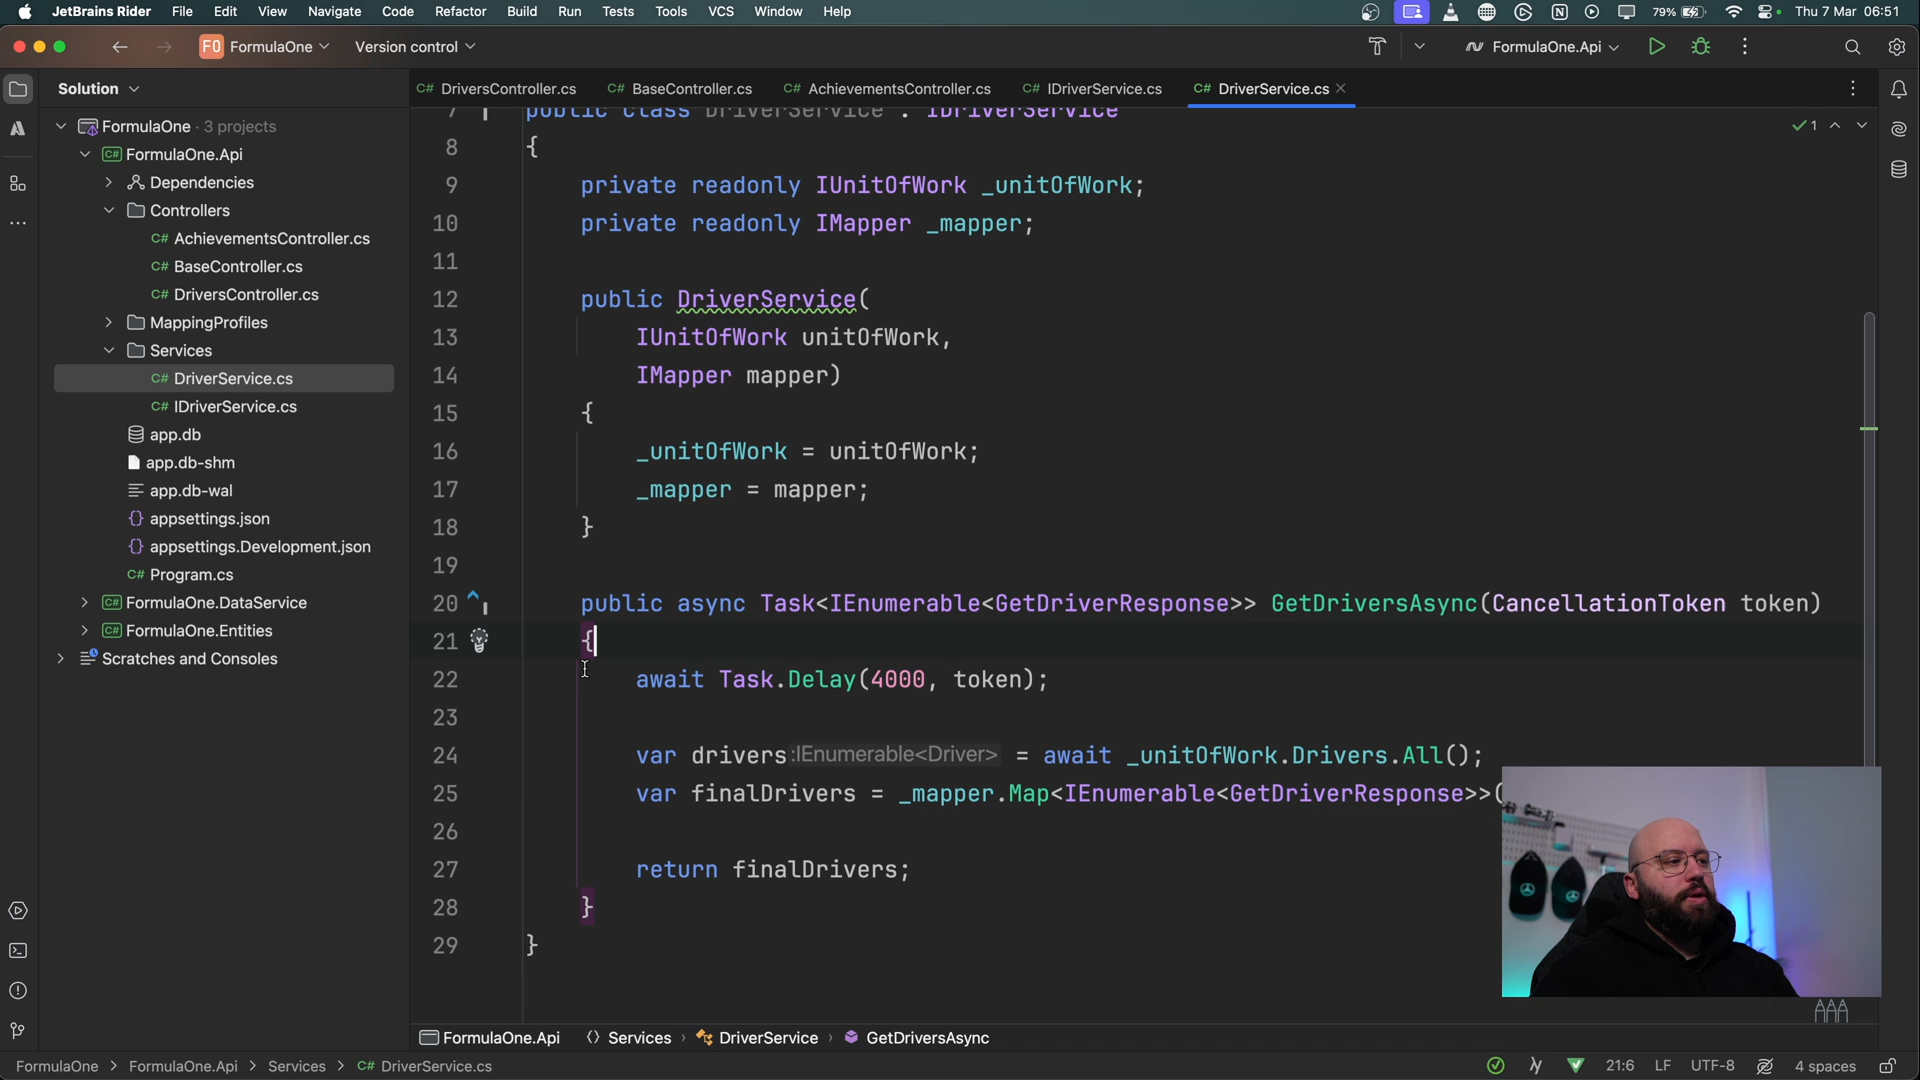 JetBrains Rider File Edit View Navigate Code Refactor Build Run Tests Tools VCS Window Help 79% Thu 7 Mar 06:51
FO FormulaOne Version control FormulaOne.Api
Solution
C# DriversController.cs C# BaseController.cs C# AchievementsController.cs C# IDriverService.cs C# DriverService.cs
FormulaOne · 3 projects
C# FormulaOne.Api
Dependencies
Controllers
C# AchievementsController.cs
C# BaseController.cs
C# DriversController.cs
MappingProfiles
Services
C# DriverService.cs
C# IDriverService.cs
app.db
app.db-shm
app.db-wal
{} appsettings.json
{} appsettings.Development.json
C# Program.cs
C# FormulaOne.DataService
C# FormulaOne.Entities
Scratches and Consoles
1
7 public class DriverService : IDriverService
8 {
9 private readonly IUnitOfWork _unitOfWork;
10 private readonly IMapper _mapper;
11
12 public DriverService(
13 IUnitOfWork unitOfWork,
14 IMapper mapper)
15 {
16 _unitOfWork = unitOfWork;
17 _mapper = mapper;
18 }
19
20 public async Task<IEnumerable<GetDriverResponse>> GetDriversAsync(CancellationToken token)
21 {
22 await Task.Delay(4000, token);
23
24 var drivers :IEnumerable<Driver> = await _unitOfWork.Drivers.All();
25 var finalDrivers = _mapper.Map<IEnumerable<GetDriverResponse>>(
26
27 return finalDrivers;
28 }
29 }
FormulaOne.Api Services › DriverService › GetDriversAsync
FormulaOne > FormulaOne.Api > Services > C# DriverService.cs 21:6 LF UTF-8 4 spaces